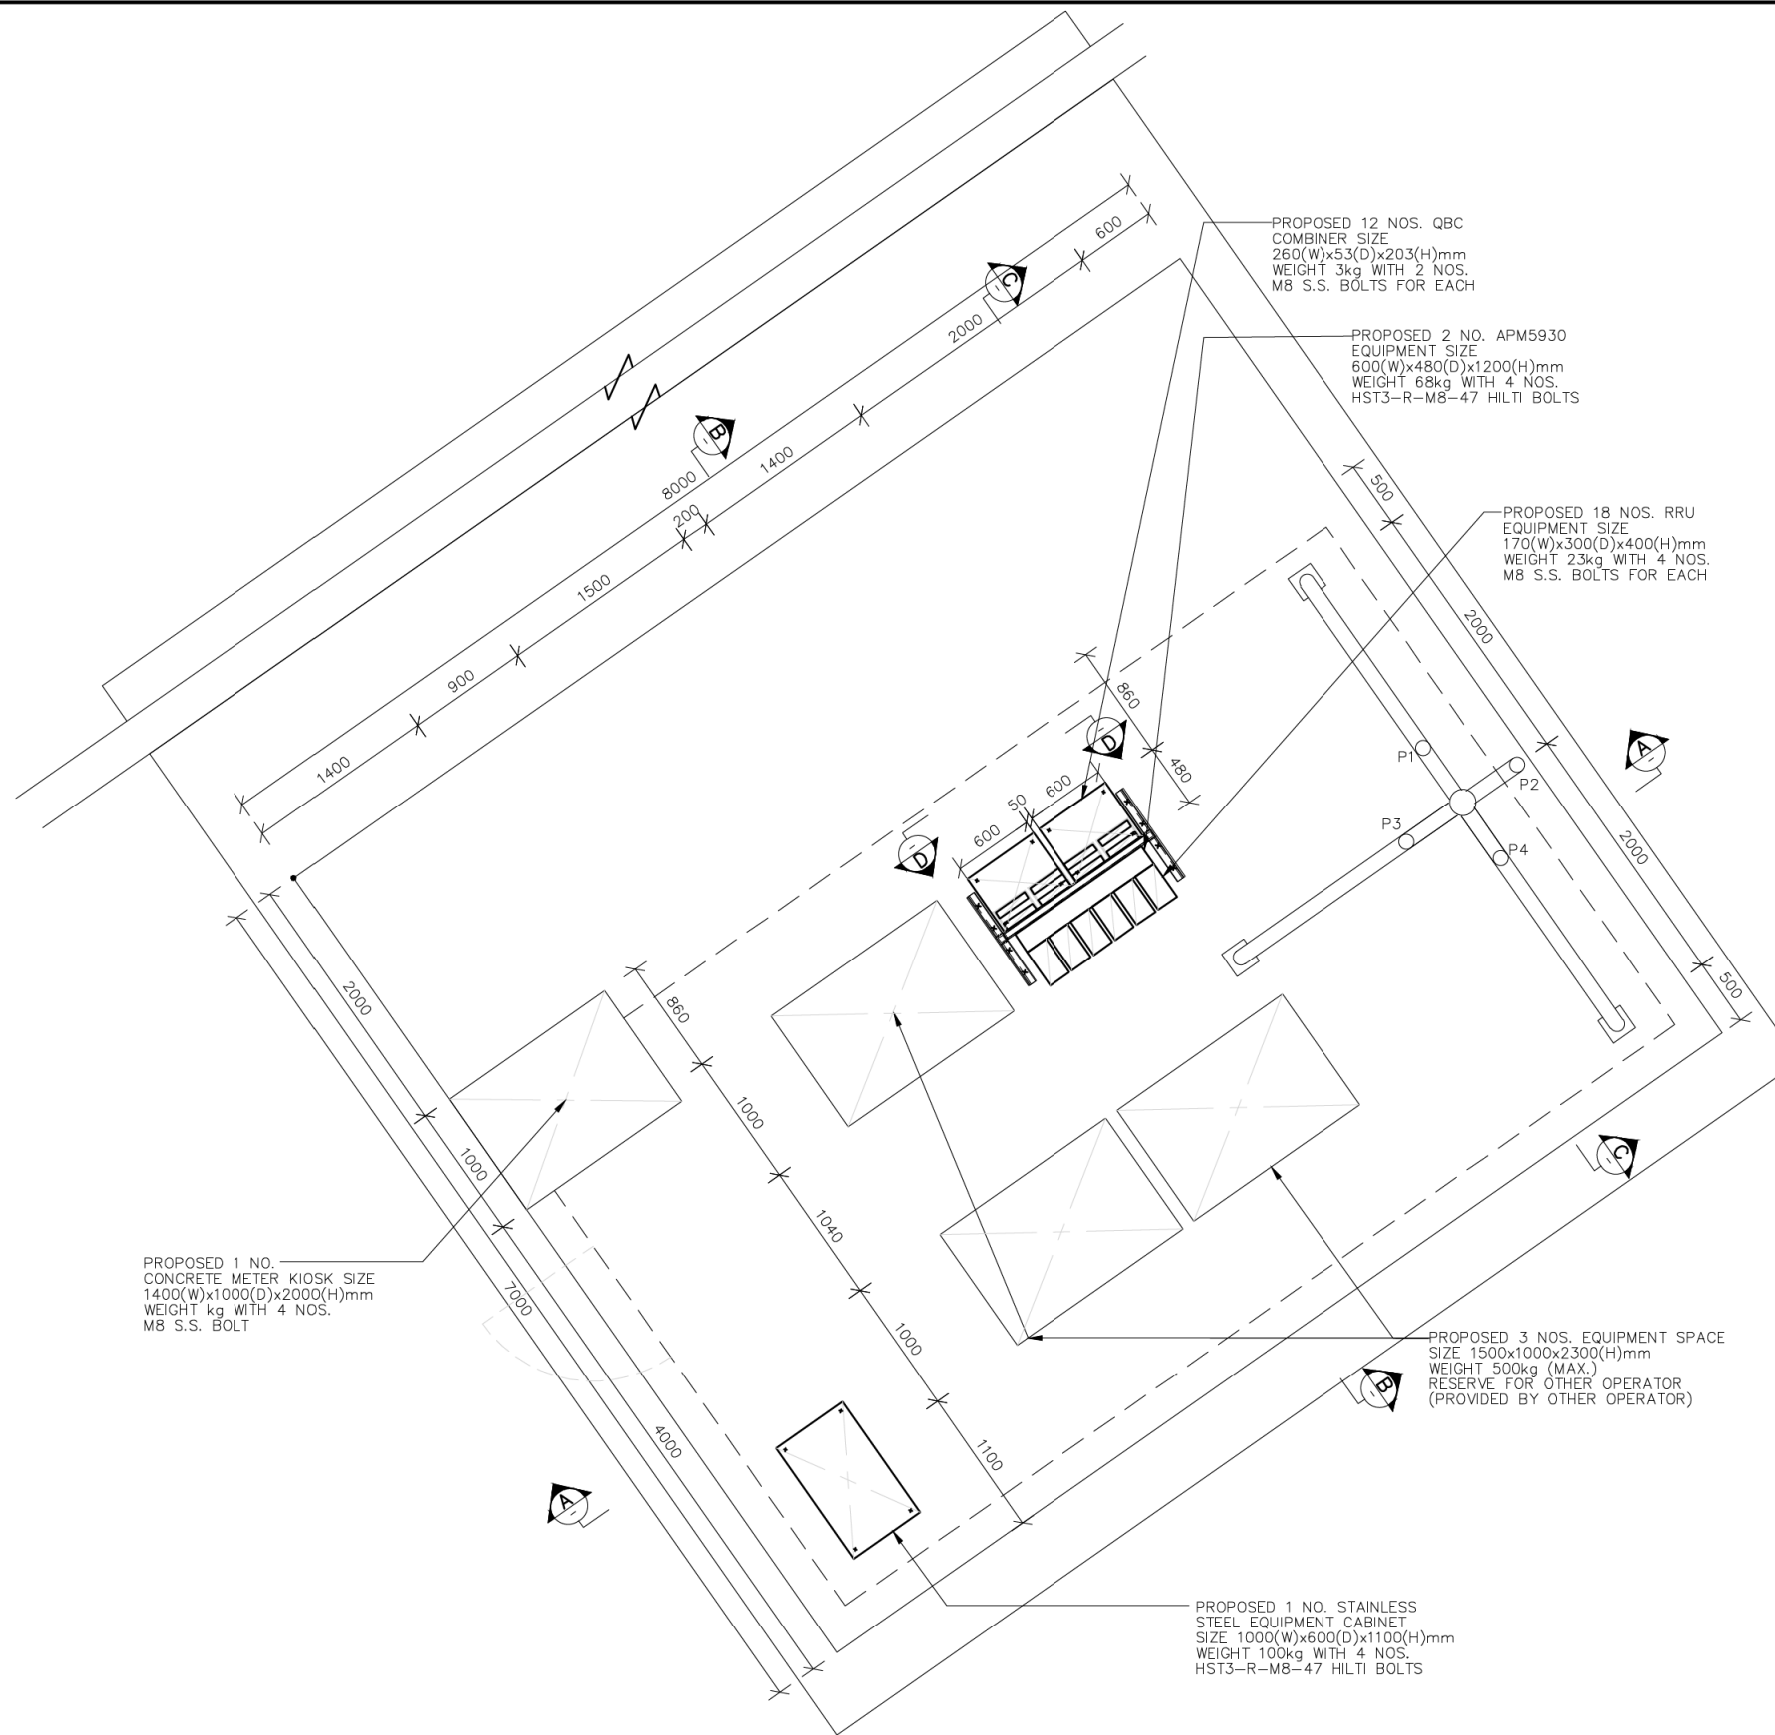 PROPOSED 12 NOS. QBC
COMBINER SIZE
260(W)x53(D)x203(H)mm
WEIGHT 3kg WITH 2 NOS.
M8 S.S. BOLTS FOR EACH
PROPOSED 2 NO. APM5930
EQUIPMENT SIZE
600(W)x480(D)x1200(H)mm
WEIGHT 68kg WITH 4 NOS.
HST3-R-M8-47 HILTI BOLTS
PROPOSED 18 NOS. RRU
EQUIPMENT SIZE
170(W)x300(D)x400(H)mm
WEIGHT 23kg WITH 4 NOS.
M8 S.S. BOLTS FOR EACH
600
C
-
2000
B
-
8000
1400
200
1500
900
1400
500
2000
2000
500
A
-
P1
P2
P3
P4
860
480
D
-
600
50
600
D
-
860
1000
1040
1000
1100
2000
1000
7000
4000
C
-
B
-
A
-
PROPOSED 1 NO.
CONCRETE METER KIOSK SIZE
1400(W)x1000(D)x2000(H)mm
WEIGHT kg WITH 4 NOS.
M8 S.S. BOLT
PROPOSED 3 NOS. EQUIPMENT SPACE
SIZE 1500x1000x2300(H)mm
WEIGHT 500kg (MAX.)
RESERVE FOR OTHER OPERATOR
(PROVIDED BY OTHER OPERATOR)
PROPOSED 1 NO. STAINLESS
STEEL EQUIPMENT CABINET
SIZE 1000(W)x600(D)x1100(H)mm
WEIGHT 100kg WITH 4 NOS.
HST3-R-M8-47 HILTI BOLTS